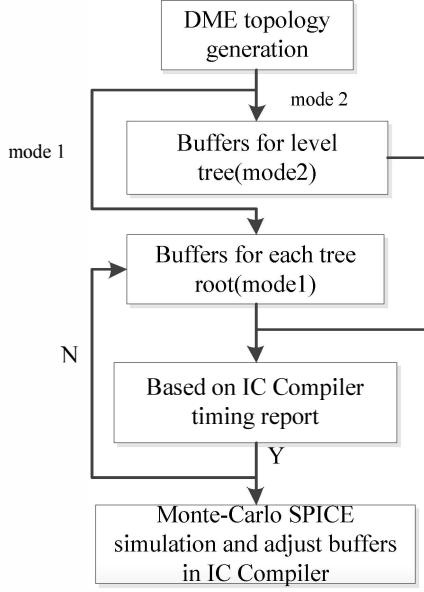 DME topology
generation
mode 2
mode 1
Buffers for level
tree(mode2)
Buffers for each tree
root(mode1)
N
Based on IC Compiler
timing report
Y
Monte-Carlo SPICE
simulation and adjust buffers
in IC Compiler